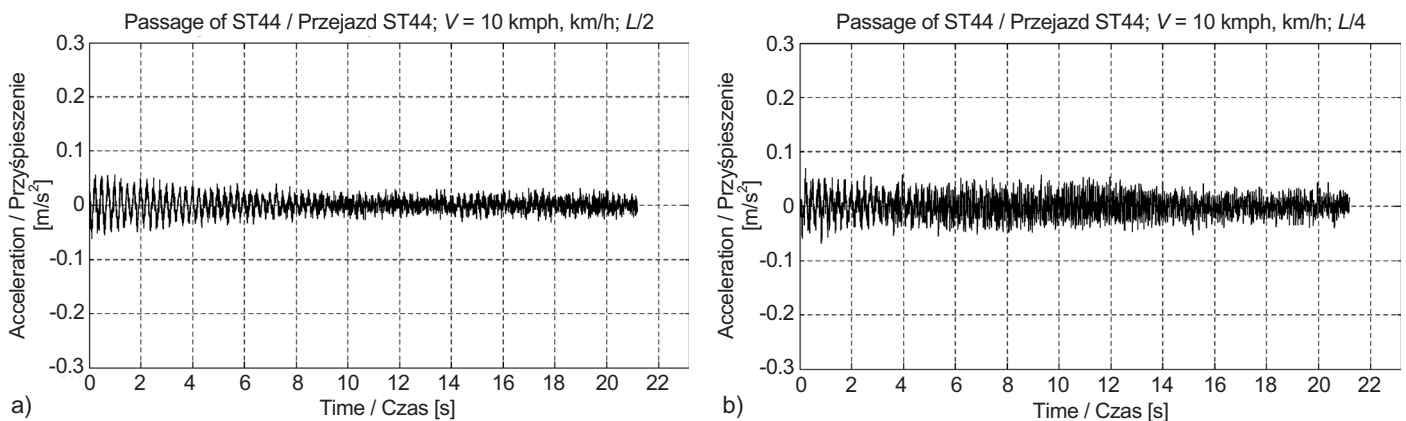 Passage of ST44 / Przejazd ST44; V = 10 kmph, km/h; L/2
0.3
0.2
0.1
0
-0.1
-0.2
-0.3
Acceleration / Przyśpieszenie
[m/s²]
0 2 4 6 8 10 12 14 16 18 20 22
Time / Czas [s]
a)
Passage of ST44 / Przejazd ST44; V = 10 kmph, km/h; L/4
0.3
0.2
0.1
0
-0.1
-0.2
-0.3
Acceleration / Przyśpieszenie
[m/s²]
0 2 4 6 8 10 12 14 16 18 20 22
Time / Czas [s]
b)